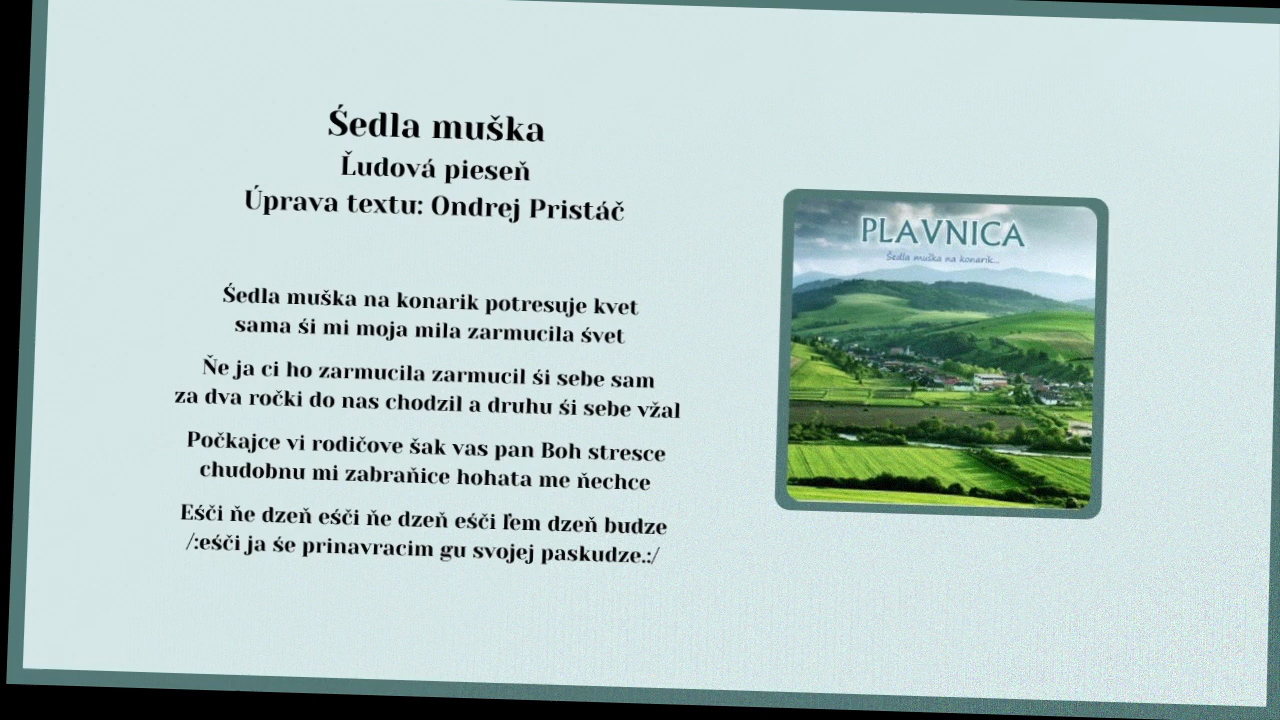 Śedla muška
Ľudová pieseň
Úprava textu: Ondrej Pristáč
Śedla muška na konarik potresuje kvet
sama śi mi moja mila zarmucila śvet
Ňe ja ci ho zarmucila zarmucil śi sebe sam
za dva ročki do nas chodzil a druhu śi sebe vžal
Počkajce vi rodičove šak vas pan Boh stresce
chudobnu mi zabraňice hohata me ňechce
Eśči ňe dzeň eśči ňe dzeň eśči ľem dzeň budze
/:eśči ja śe prinavracim gu svojej paskudze.:/
PLAVNICA
Šedla muška na konarik...